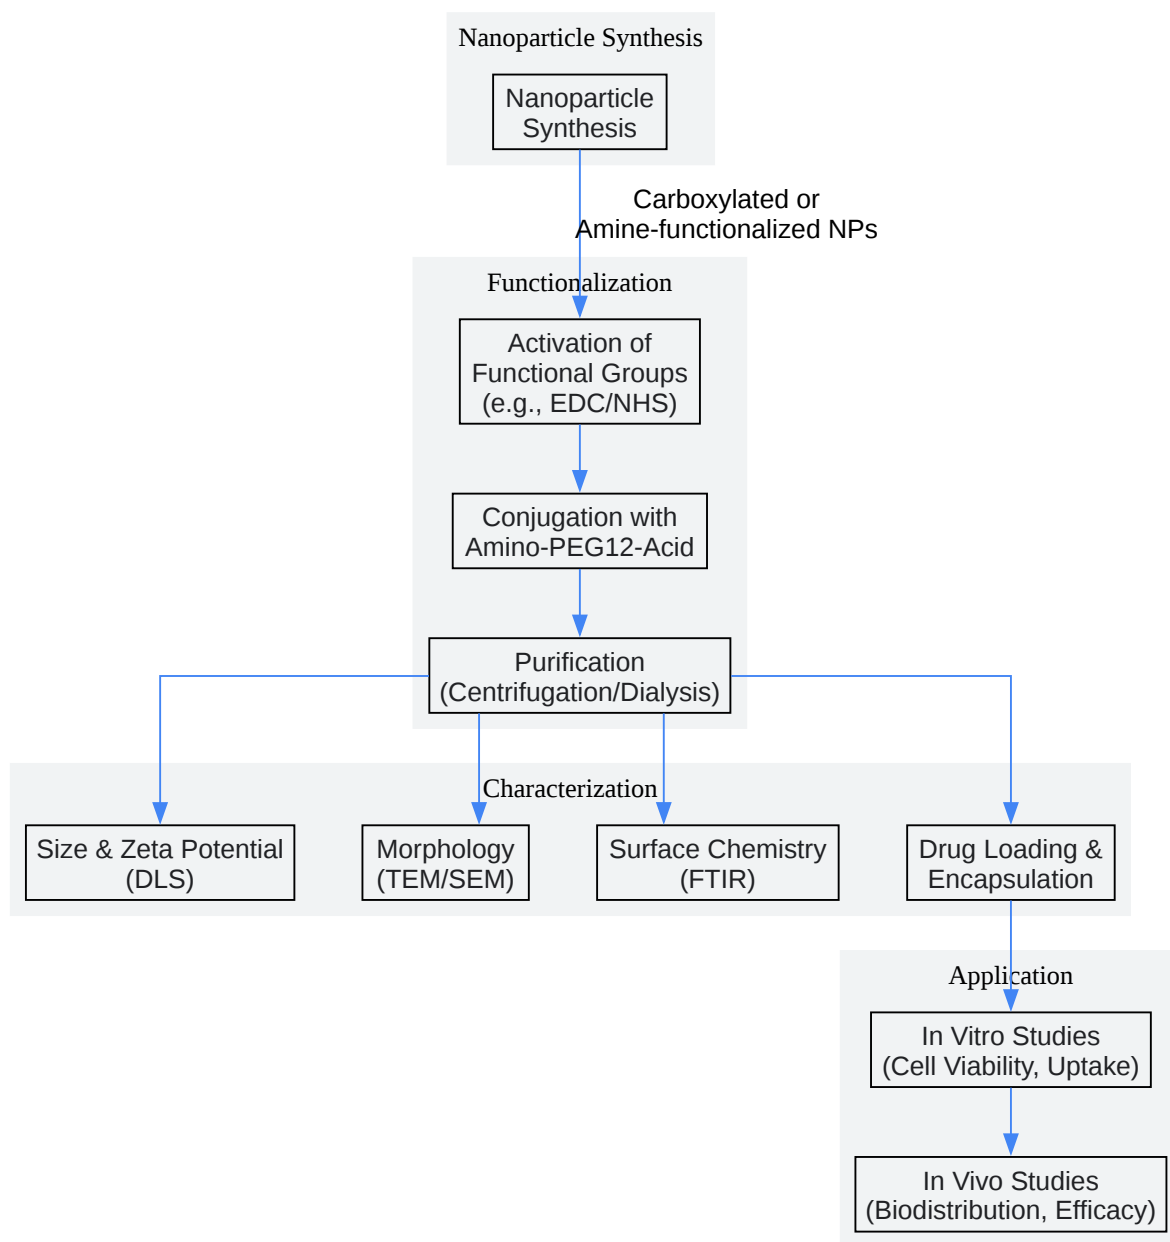 Nanoparticle Synthesis
Nanoparticle
Synthesis
Carboxylated or
Amine-functionalized NPs
Functionalization
Activation of
Functional Groups
(e.g., EDC/NHS)
Conjugation with
Amino-PEG12-Acid
Purification
(Centrifugation/Dialysis)
Characterization
Size & Zeta Potential
(DLS)
Morphology
(TEM/SEM)
Surface Chemistry
(FTIR)
Drug Loading &
Encapsulation
Application
In Vitro Studies
(Cell Viability, Uptake)
In Vivo Studies
(Biodistribution, Efficacy)